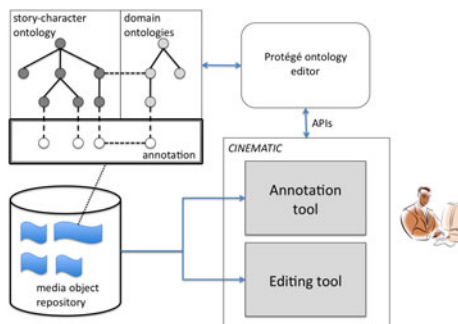 story-character
ontology
domain
ontologies
Protégé ontology
editor
APIs
annotation
CINEMATIC
Annotation
tool
Editing tool
media object
repository